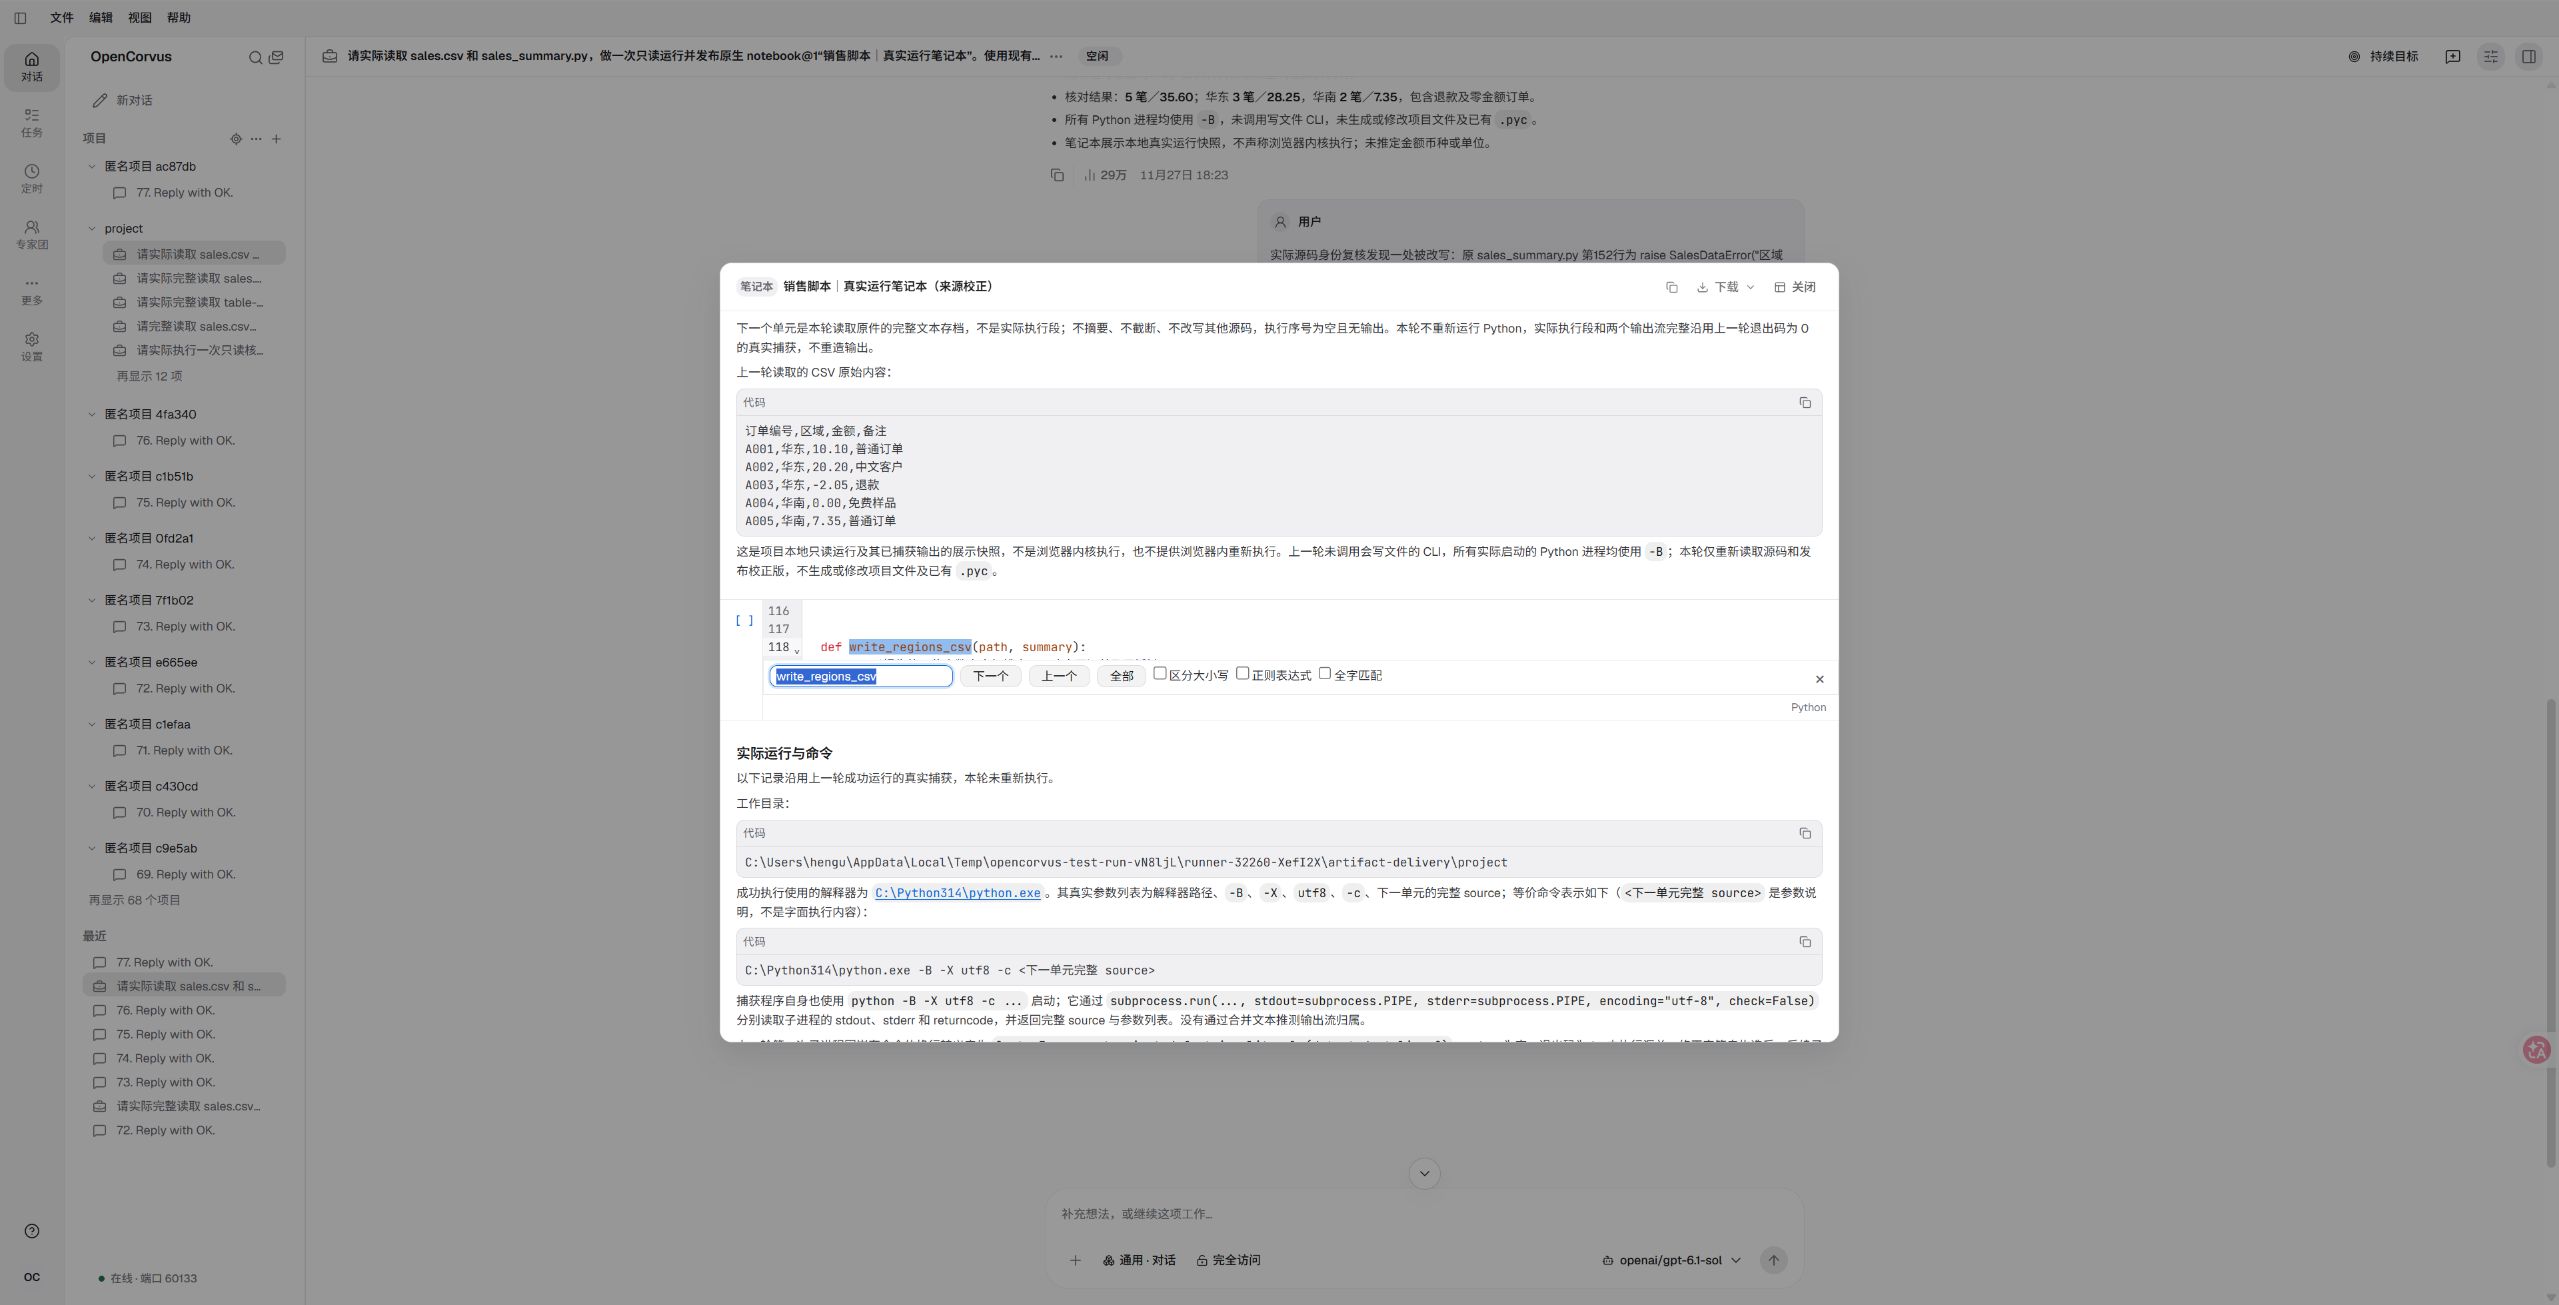 文件 编辑 视图 帮助
OpenCorvus
对话
任务
定时
专家团
更多
设置
OC
新对话
项目
匿名项目 ac87db
77. Reply with OK.
project
请实际读取 sales.csv ...
请实际完整读取 sales....
请实际完整读取 table-...
请完整读取 sales.csv...
请实际执行一次只读核...
再显示 12 项
匿名项目 4fa340
76. Reply with OK.
匿名项目 c1b51b
75. Reply with OK.
匿名项目 0fd2a1
74. Reply with OK.
匿名项目 7f1b02
73. Reply with OK.
匿名项目 e665ee
72. Reply with OK.
匿名项目 c1efaa
71. Reply with OK.
匿名项目 c430cd
70. Reply with OK.
匿名项目 c9e5ab
69. Reply with OK.
再显示 68 个项目
最近
77. Reply with OK.
请实际读取 sales.csv 和 s...
76. Reply with OK.
75. Reply with OK.
74. Reply with OK.
73. Reply with OK.
请实际完整读取 sales.csv...
72. Reply with OK.
在线 · 端口 60133
请实际读取 sales.csv 和 sales_summary.py，做一次只读运行并发布原生 notebook@1“销售脚本｜真实运行笔记本”。使用现有... ··· 空闲
持续目标
核对结果：5 笔／35.60；华东 3 笔／28.25，华南 2 笔／7.35，包含退款及零金额订单。
所有 Python 进程均使用 -B，未调用写文件 CLI，未生成或修改项目文件及已有 .pyc。
笔记本展示本地真实运行快照，不声称浏览器内核执行；未推定金额币种或单位。
29万 11月27日 18:23
用户
实际源码身份复核发现一处被改写：原 sales_summary.py 第152行为 raise SalesDataError("区域
笔记本 销售脚本｜真实运行笔记本（来源校正）
下载 关闭
下一个单元是本轮读取原件的完整文本存档，不是实际执行段；不摘要、不截断、不改写其他源码，执行序号为空且无输出。本轮不重新运行 Python，实际执行段和两个输出流完整沿用上一轮退出码为 0
的真实捕获，不重造输出。
上一轮读取的 CSV 原始内容：
代码
订单编号,区域,金额,备注
A001,华东,10.10,普通订单
A002,华东,20.20,中文客户
A003,华东,-2.05,退款
A004,华南,0.00,免费样品
A005,华南,7.35,普通订单
这是项目本地只读运行及其已捕获输出的展示快照，不是浏览器内核执行，也不提供浏览器内重新执行。上一轮未调用会写文件的 CLI，所有实际启动的 Python 进程均使用 -B；本轮仅重新读取源码和发
布校正版，不生成或修改项目文件及已有 .pyc。
[ ]
116
117
118 def write_regions_csv(path, summary):
write_regions_csv 下一个 上一个 全部 区分大小写 正则表达式 全字匹配 ×
Python
实际运行与命令
以下记录沿用上一轮成功运行的真实捕获，本轮未重新执行。
工作目录：
代码
C:\Users\hengu\AppData\Local\Temp\opencorvus-test-run-vN8ljL\runner-32260-XefI2X\artifact-delivery\project
成功执行使用的解释器为 C:\Python314\python.exe。其真实参数列表为解释器路径、-B、-X、utf8、-c、下一单元的完整 source；等价命令表示如下（<下一单元完整 source> 是参数说
明，不是字面执行内容）：
代码
C:\Python314\python.exe -B -X utf8 -c <下一单元完整 source>
捕获程序自身也使用 python -B -X utf8 -c ... 启动；它通过 subprocess.run(..., stdout=subprocess.PIPE, stderr=subprocess.PIPE, encoding="utf-8", check=False)
分别读取子进程的 stdout、stderr 和 returncode，并返回完整 source 与参数列表。没有通过合并文本推测输出流归属。
补充想法，或继续这项工作...
通用 · 对话 完全访问
openai/gpt-6.1-sol